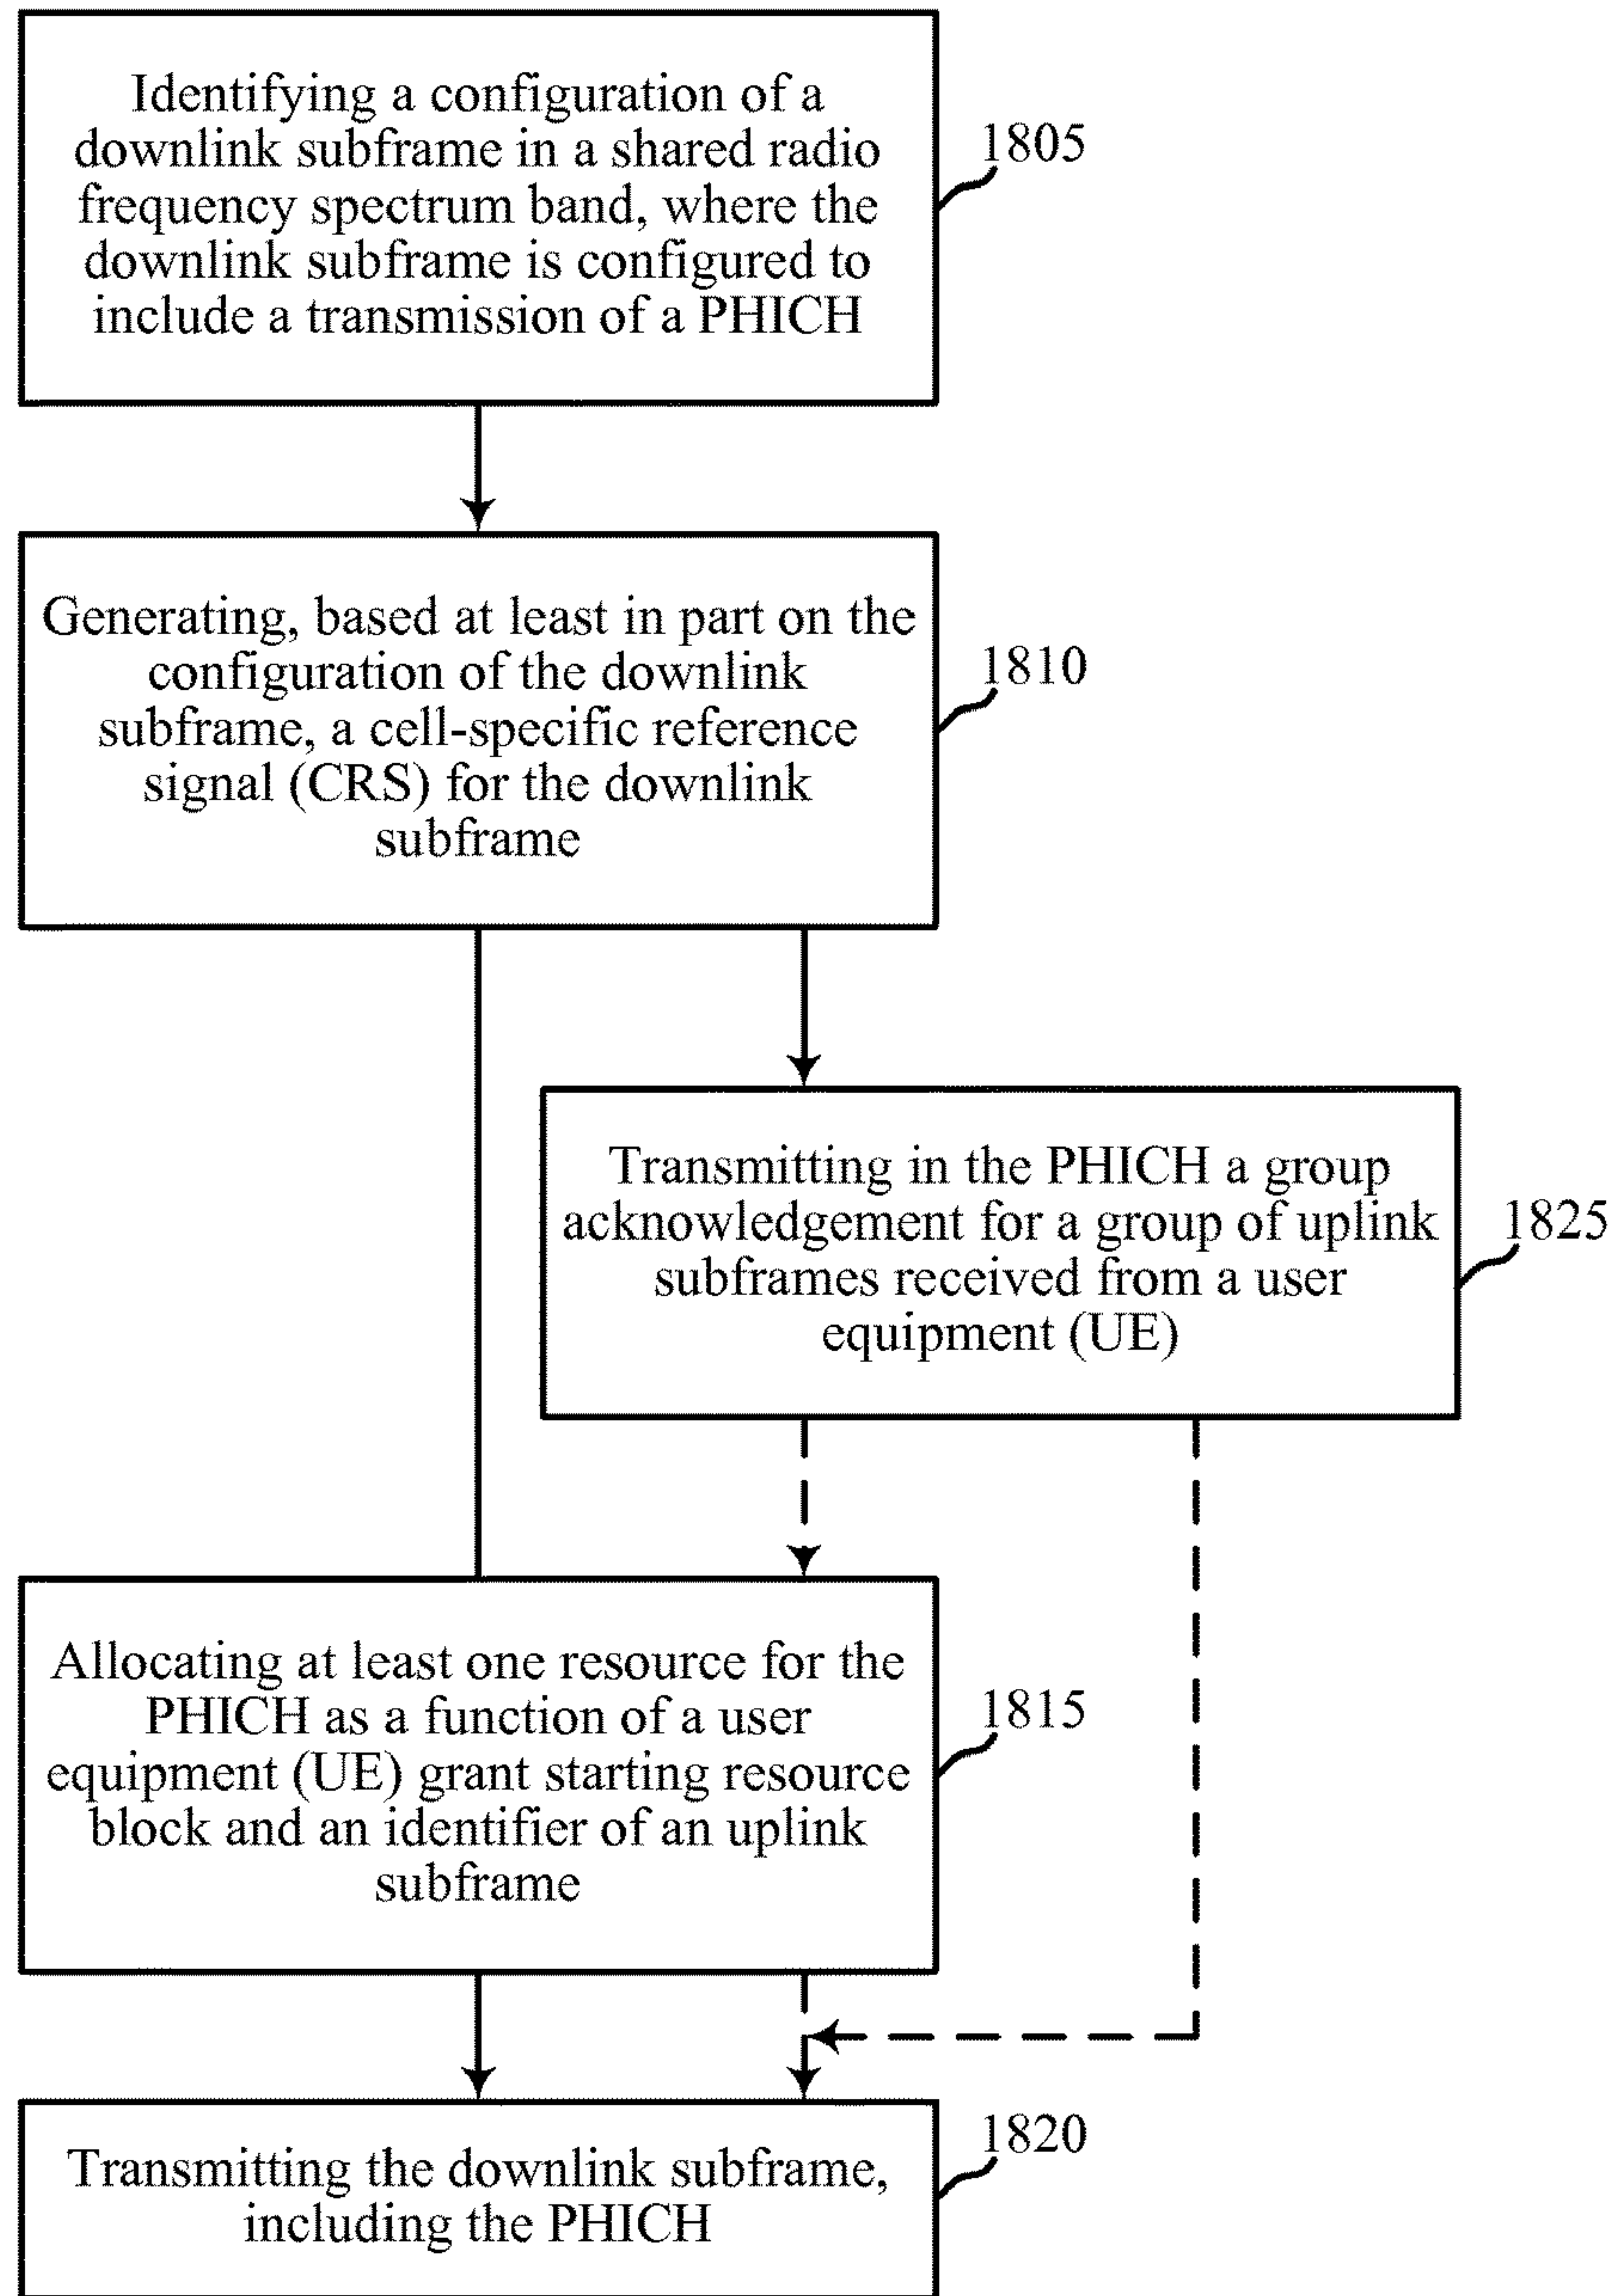 Identifying a configuration of a
downlink subframe in a shared radio
frequency spectrum band, where the
downlink subframe is configured to
include a transmission of a PHICH
1805
Generating, based at least in part on the
configuration of the downlink
subframe, a cell-specific reference
signal (CRS) for the downlink
subframe
1810
Transmitting in the PHICH a group
acknowledgement for a group of uplink
subframes received from a user
equipment (UE)
1825
Allocating at least one resource for the
PHICH as a function of a user
equipment (UE) grant starting resource
block and an identifier of an uplink
subframe
1815
Transmitting the downlink subframe,
including the PHICH
1820